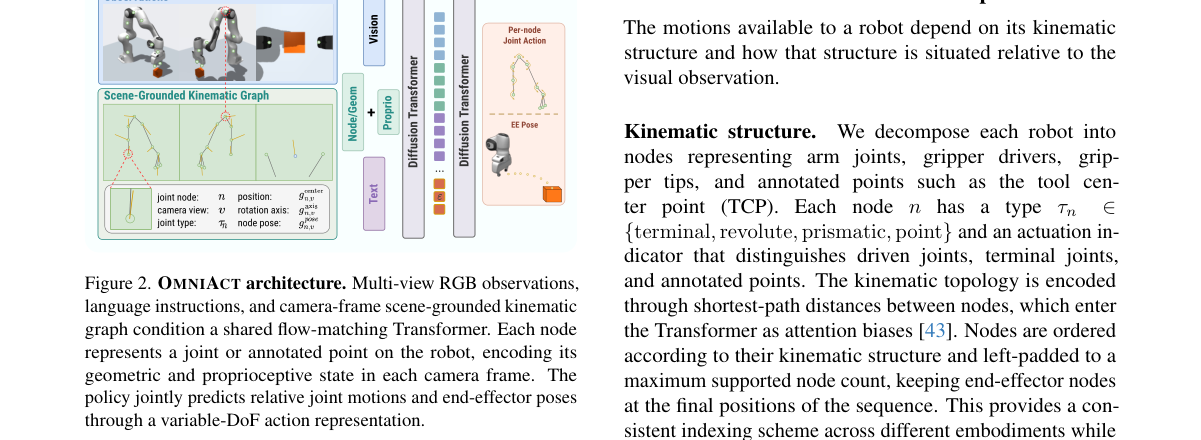 Vision
Node/Geom
+
Proprio
Text
Diffusion Transformer
...
Diffusion Transformer
Per-node
Joint Action
EE Pose
Scene-Grounded Kinematic Graph
joint node: n position: g_{n,v}^{center}
camera view: v rotation axis: g_{n,v}^{axis}
joint type: τ_n node pose: g_{n,v}^{pose}
Figure 2. OMNIACT architecture. Multi-view RGB observations,
language instructions, and camera-frame scene-grounded kinematic
graph condition a shared flow-matching Transformer. Each node
represents a joint or annotated point on the robot, encoding its
geometric and proprioceptive state in each camera frame. The
policy jointly predicts relative joint motions and end-effector poses
through a variable-DoF action representation.
The motions available to a robot depend on its kinematic
structure and how that structure is situated relative to the
visual observation.
Kinematic structure. We decompose each robot into
nodes representing arm joints, gripper drivers, grip-
per tips, and annotated points such as the tool cen-
ter point (TCP). Each node n has a type τ_n ∈
{terminal, revolute, prismatic, point} and an actuation in-
dicator that distinguishes driven joints, terminal joints,
and annotated points. The kinematic topology is encoded
through shortest-path distances between nodes, which enter
the Transformer as attention biases [43]. Nodes are ordered
according to their kinematic structure and left-padded to a
maximum supported node count, keeping end-effector nodes
at the final positions of the sequence. This provides a con-
sistent indexing scheme across different embodiments while